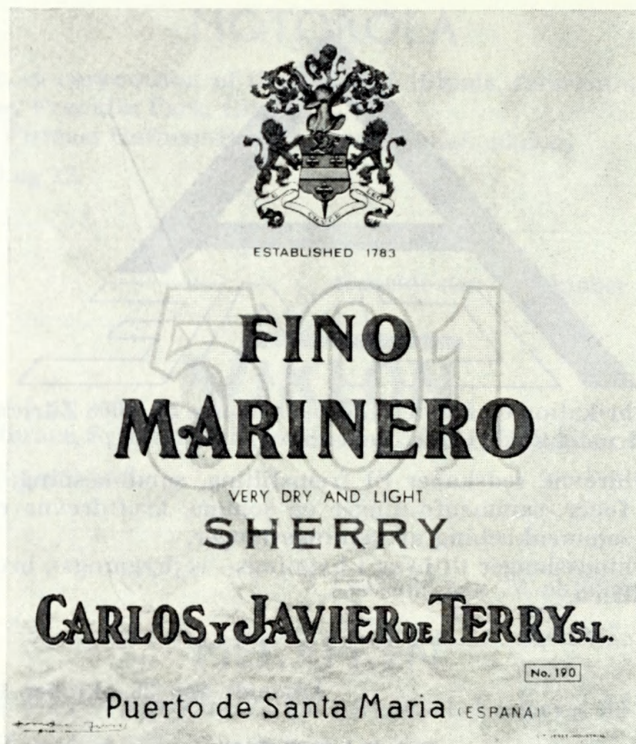 ESTABLISHED 1783
FINO
MARINERO
VERY DRY AND LIGHT
SHERRY
CARLOS Y JAVIER DE TERRY S.L.
No. 190
Puerto de Santa Maria (ESPAÑA)